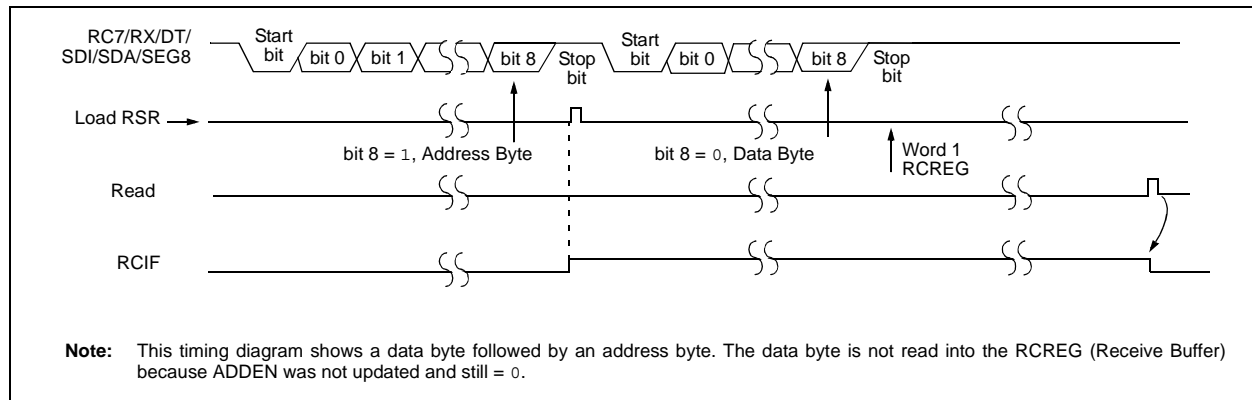 RC7/RX/DT/
SDI/SDA/SEG8
Start
bit
bit 0
bit 1
bit 8
Stop
bit
Start
bit
bit 0
bit 8
Stop
bit
Load RSR
bit 8 = 1, Address Byte
bit 8 = 0, Data Byte
Word 1
RCREG
Read
RCIF
Note: This timing diagram shows a data byte followed by an address byte. The data byte is not read into the RCREG (Receive Buffer)
because ADDEN was not updated and still = 0.